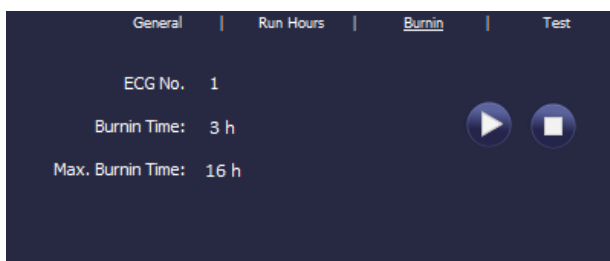 General | Run Hours | Burnin | Test
ECG No. 1
Burnin Time: 3 h
Max. Burnin Time: 16 h